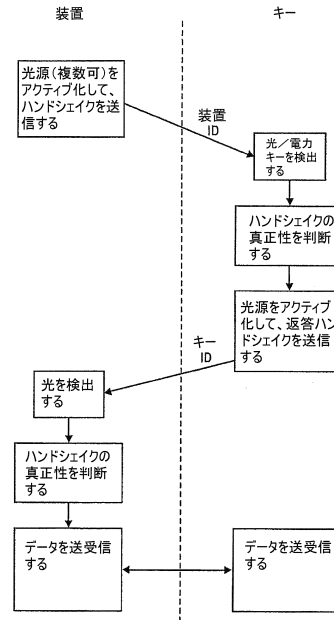 装置
キー
光源（複数可）を
アクティブ化して、
ハンドシェイクを送
信する
装置
ID
光／電力
キーを検出
する
ハンドシェイクの
真正性を判断
する
光源をアクティブ
化して、返答ハン
ドシェイクを送信
する
キー
ID
光を検出
する
ハンドシェイクの
真正性を判断
する
データを送受信
する
データを送受信
する